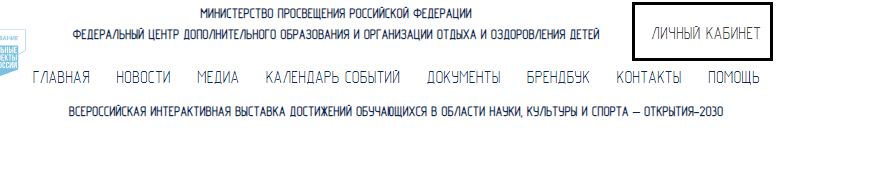 МИНИСТЕРСТВО ПРОСВЕЩЕНИЯ РОССИЙСКОЙ ФЕДЕРАЦИИ
ФЕДЕРАЛЬНЫЙ ЦЕНТР ДОПОЛНИТЕЛЬНОГО ОБРАЗОВАНИЯ И ОРГАНИЗАЦИИ ОТДЫХА И ОЗДОРОВЛЕНИЯ ДЕТЕЙ
ЛИЧНЫЙ КАБИНЕТ
ГЛАВНАЯ НОВОСТИ МЕДИА КАЛЕНДАРЬ СОБЫТИЙ ДОКУМЕНТЫ БРЕНДБУК КОНТАКТЫ ПОМОЩЬ
ВСЕРОССИЙСКАЯ ИНТЕРАКТИВНАЯ ВЫСТАВКА ДОСТИЖЕНИЙ ОБУЧАЮЩИХСЯ В ОБЛАСТИ НАУКИ, КУЛЬТУРЫ И СПОРТА – ОТКРЫТИЯ-2030